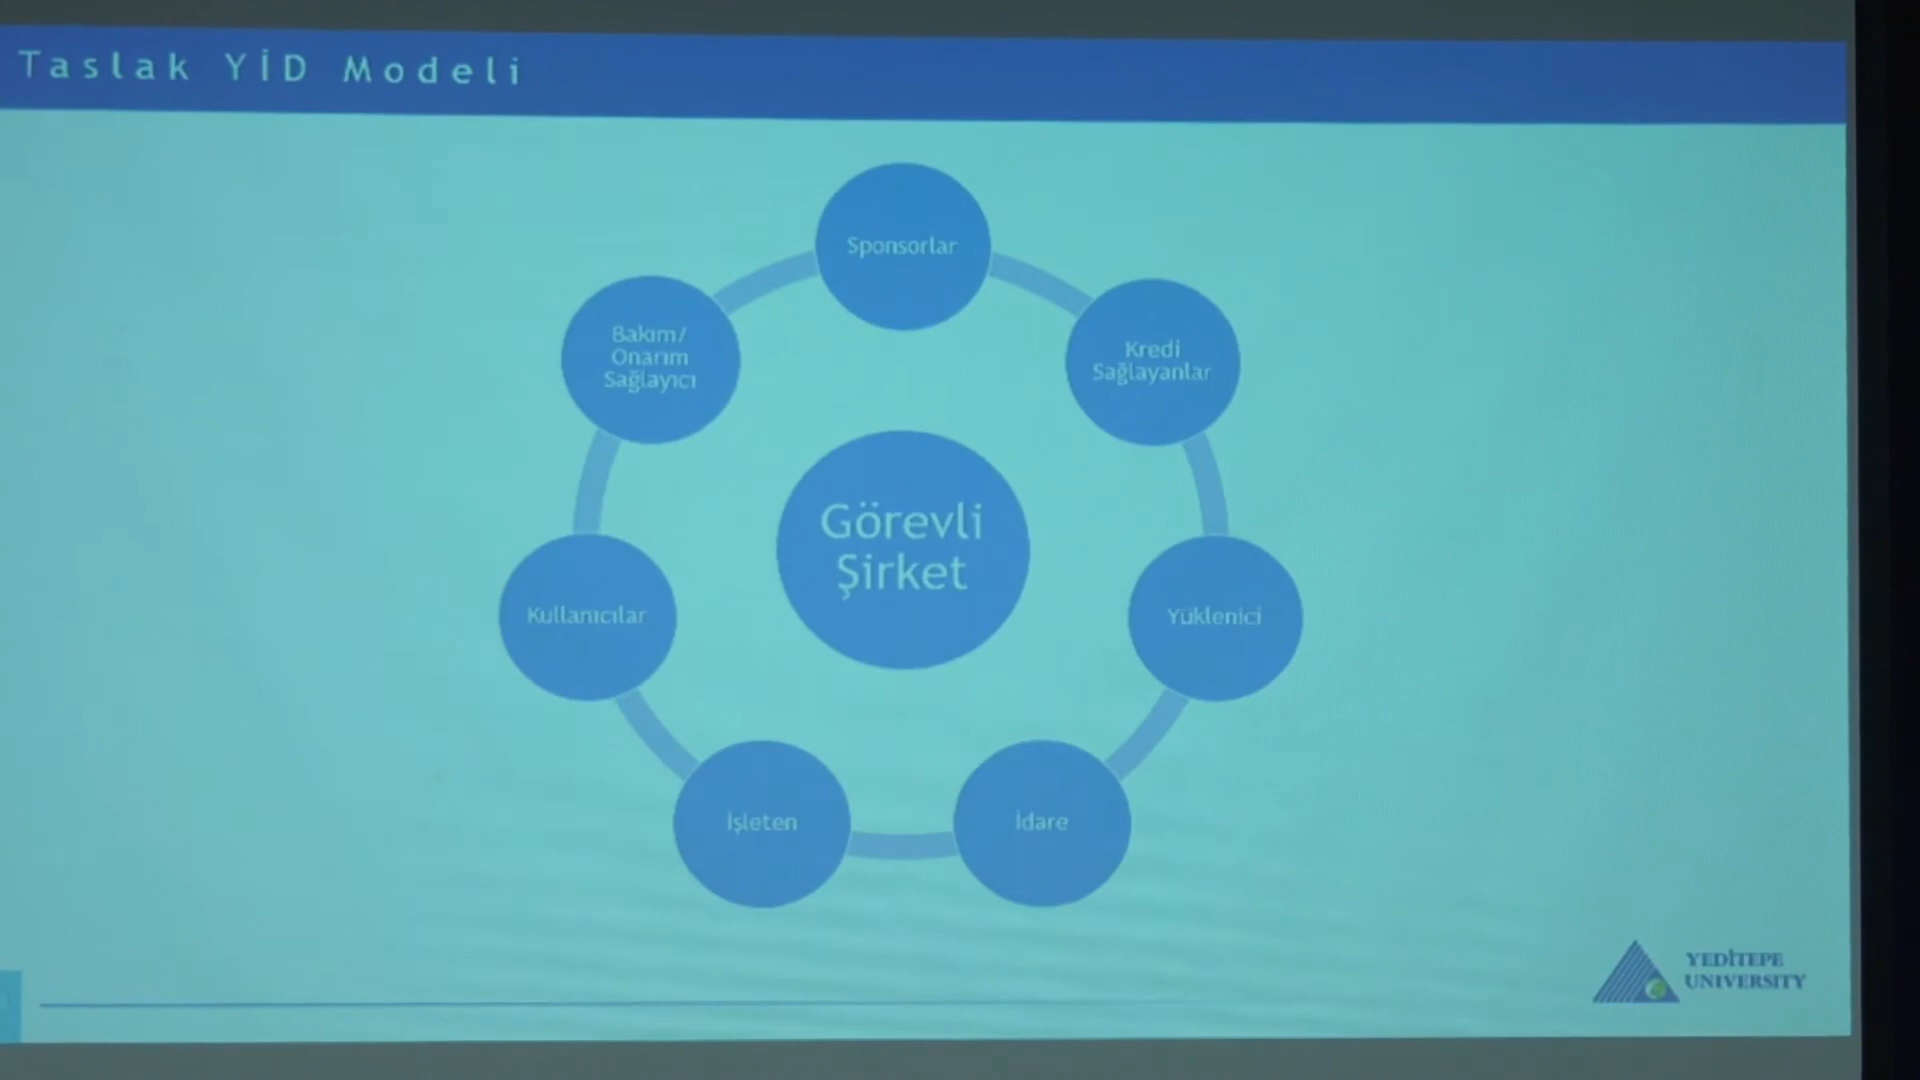 Taslak YİD Modeli
Sponsorlar
Kredi
Sağlayanlar
Yüklenici
İdare
İşleten
Kullanıcılar
Bakım/
Onarım
Sağlayıcı
Görevli
Şirket
YEDİTEPE
UNIVERSITY